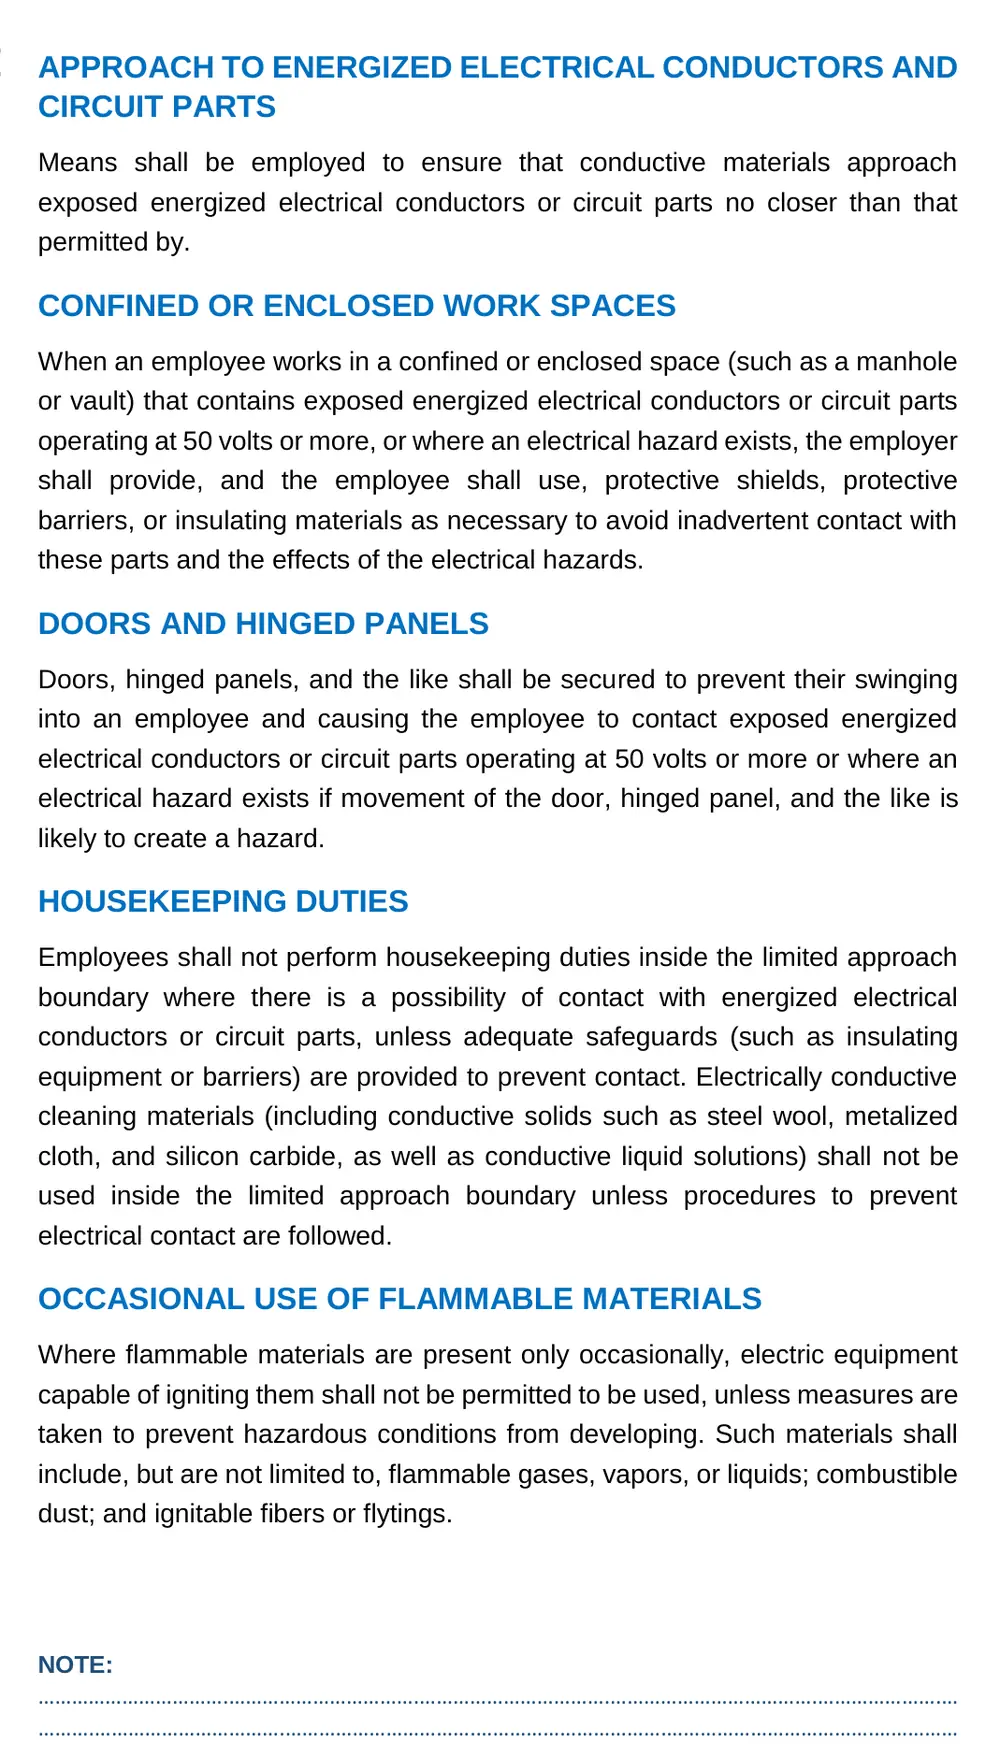 APPROACH TO ENERGIZED ELECTRICAL CONDUCTORS AND
CIRCUIT PARTS
Means shall be employed to ensure that conductive materials approach
exposed energized electrical conductors or circuit parts no closer than that
permitted by.
CONFINED OR ENCLOSED WORK SPACES
When an employee works in a confined or enclosed space (such as a manhole
or vault) that contains exposed energized electrical conductors or circuit parts
operating at 50 volts or more, or where an electrical hazard exists, the employer
shall provide, and the employee shall use, protective shields, protective
barriers, or insulating materials as necessary to avoid inadvertent contact with
these parts and the effects of the electrical hazards.
DOORS AND HINGED PANELS
Doors, hinged panels, and the like shall be secured to prevent their swinging
into an employee and causing the employee to contact exposed energized
electrical conductors or circuit parts operating at 50 volts or more or where an
electrical hazard exists if movement of the door, hinged panel, and the like is
likely to create a hazard.
HOUSEKEEPING DUTIES
Employees shall not perform housekeeping duties inside the limited approach
boundary where there is a possibility of contact with energized electrical
conductors or circuit parts, unless adequate safeguards (such as insulating
equipment or barriers) are provided to prevent contact. Electrically conductive
cleaning materials (including conductive solids such as steel wool, metalized
cloth, and silicon carbide, as well as conductive liquid solutions) shall not be
used inside the limited approach boundary unless procedures to prevent
electrical contact are followed.
OCCASIONAL USE OF FLAMMABLE MATERIALS
Where flammable materials are present only occasionally, electric equipment
capable of igniting them shall not be permitted to be used, unless measures are
taken to prevent hazardous conditions from developing. Such materials shall
include, but are not limited to, flammable gases, vapors, or liquids; combustible
dust; and ignitable fibers or flytings.
NOTE: